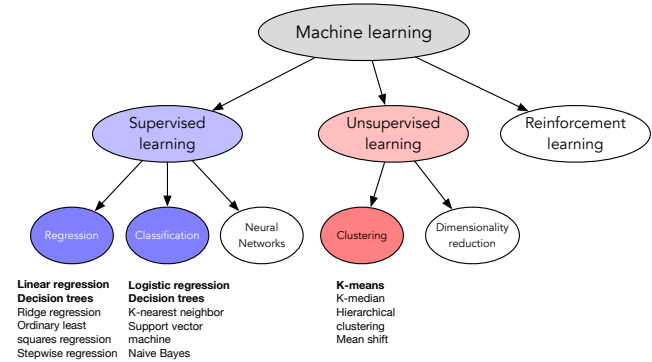 Machine learning
Supervised
learning
Unsupervised
learning
Reinforcement
learning
Regression
Classification
Neural
Networks
Clustering
Dimensionality
reduction
Linear regression
Decision trees
Ridge regression
Ordinary least
squares regression
Stepwise regression
Logistic regression
Decision trees
K-nearest neighbor
Support vector
machine
Naive Bayes
K-means
K-median
Hierarchical
clustering
Mean shift